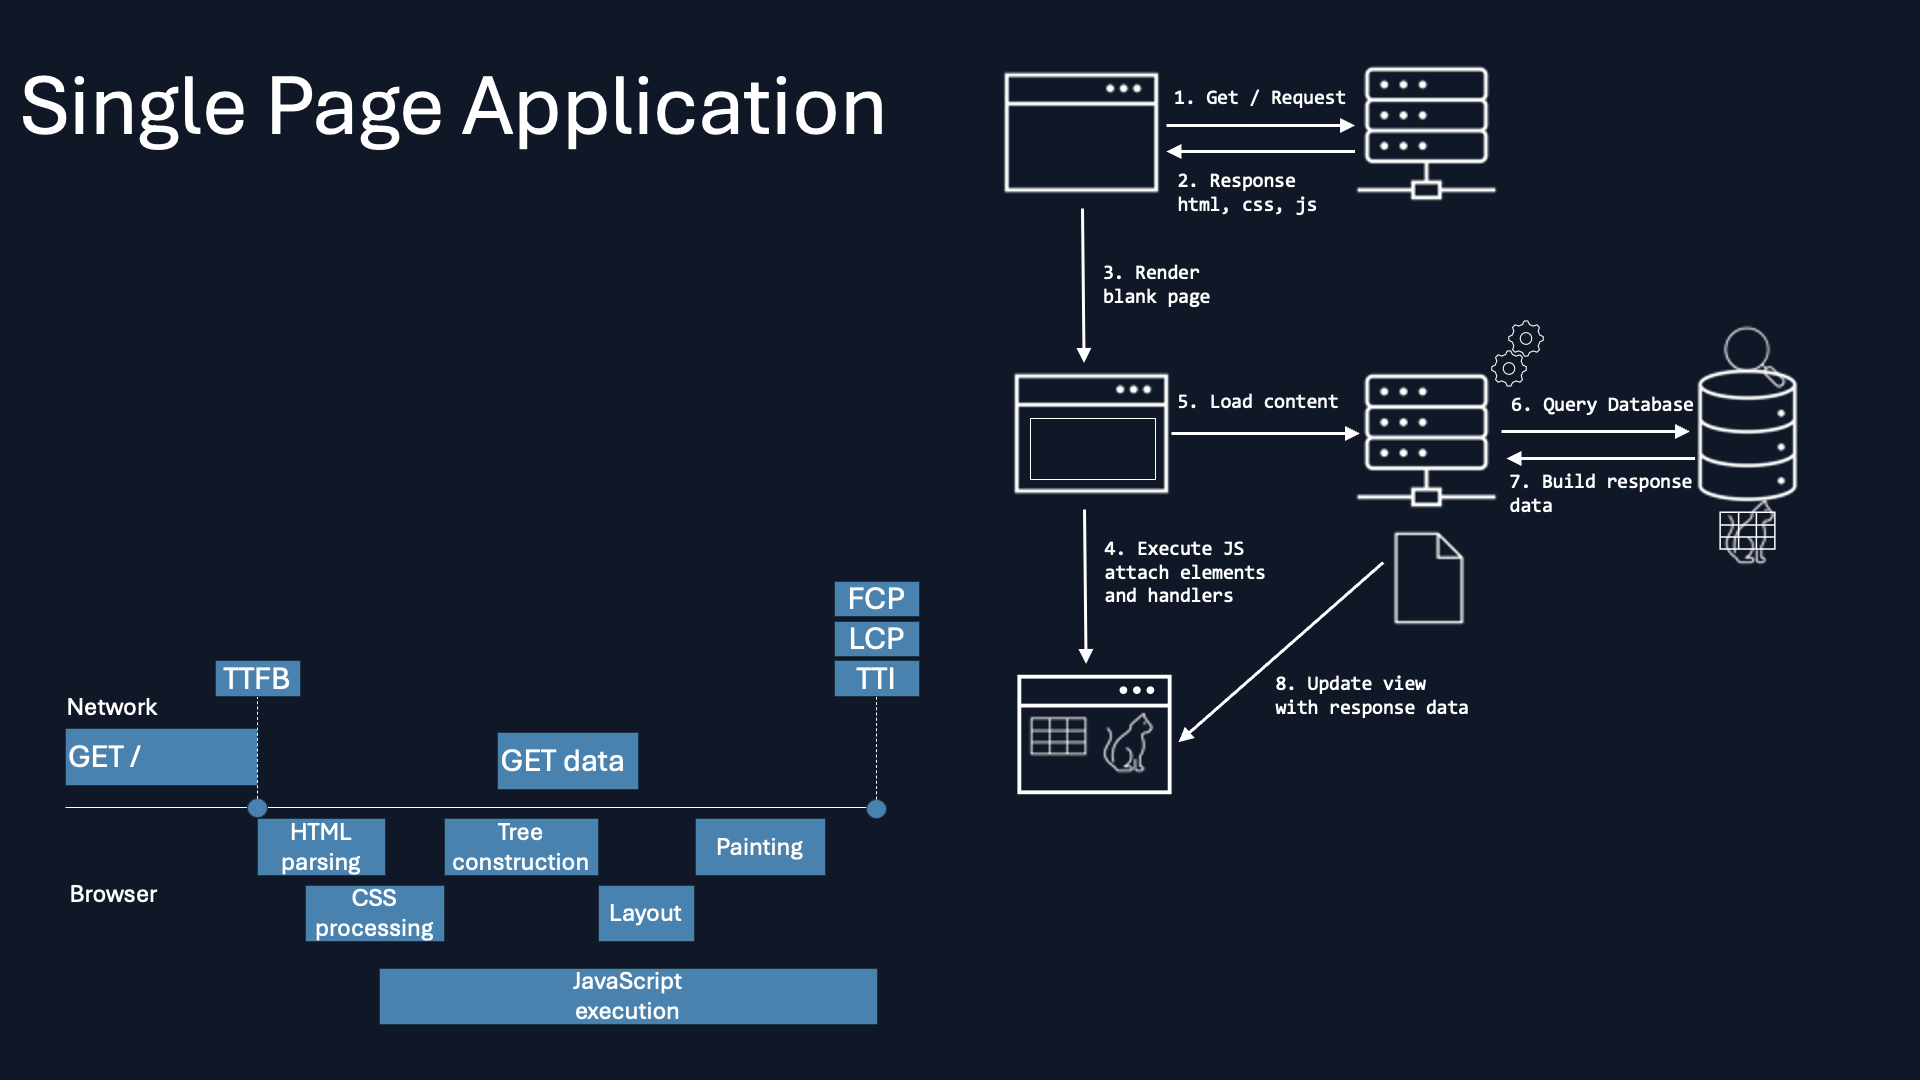 Single Page Application
1. Get / Request
2. Response
html, css, js
3. Render
blank page
5. Load content
6. Query Database
7. Build response
data
4. Execute JS
attach elements
and handlers
8. Update view
with response data
FCP
LCP
TTI
TTFB
Network
GET /
GET data
HTML
parsing
Tree
construction
Painting
Browser
CSS
processing
Layout
JavaScript
execution